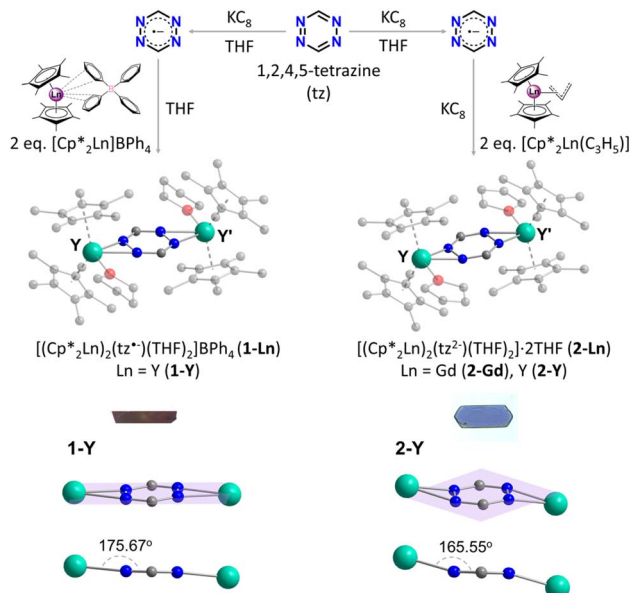 N N N N •– KC₈ THF N N N N KC₈ THF N N N N •–
1,2,4,5-tetrazine
(tz)
Ln B
THF
2 eq. [Cp*₂Ln]BPh₄
Ln
KC₈
2 eq. [Cp*₂Ln(C₃H₅)]
Y Y'
Y Y'
[(Cp*₂Ln)₂(tz•⁻)(THF)₂]BPh₄ (1-Ln)
Ln = Y (1-Y)
[(Cp*₂Ln)₂(tz²⁻)(THF)₂]·2THF (2-Ln)
Ln = Gd (2-Gd), Y (2-Y)
1-Y
2-Y
175.67°
165.55°